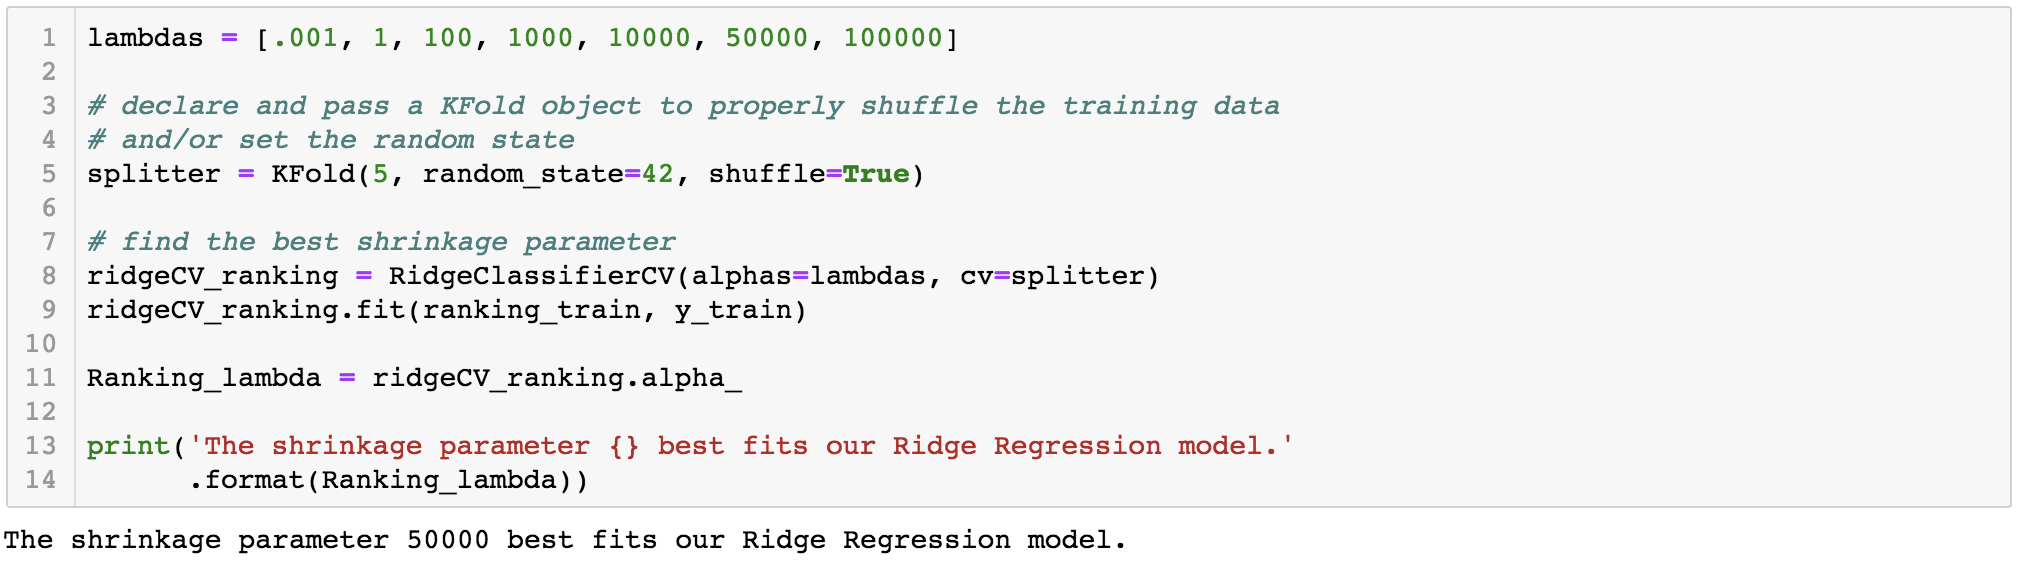 1 lambdas = [.001, 1, 100, 1000, 10000, 50000, 100000]
2
3 # declare and pass a KFold object to properly shuffle the training data
4 # and/or set the random state
5 splitter = KFold(5, random_state=42, shuffle=True)
6
7 # find the best shrinkage parameter
8 ridgeCV_ranking = RidgeClassifierCV(alphas=lambdas, cv=splitter)
9 ridgeCV_ranking.fit(ranking_train, y_train)
10
11 Ranking_lambda = ridgeCV_ranking.alpha_
12
13 print('The shrinkage parameter {} best fits our Ridge Regression model.'
14       .format(Ranking_lambda))
The shrinkage parameter 50000 best fits our Ridge Regression model.